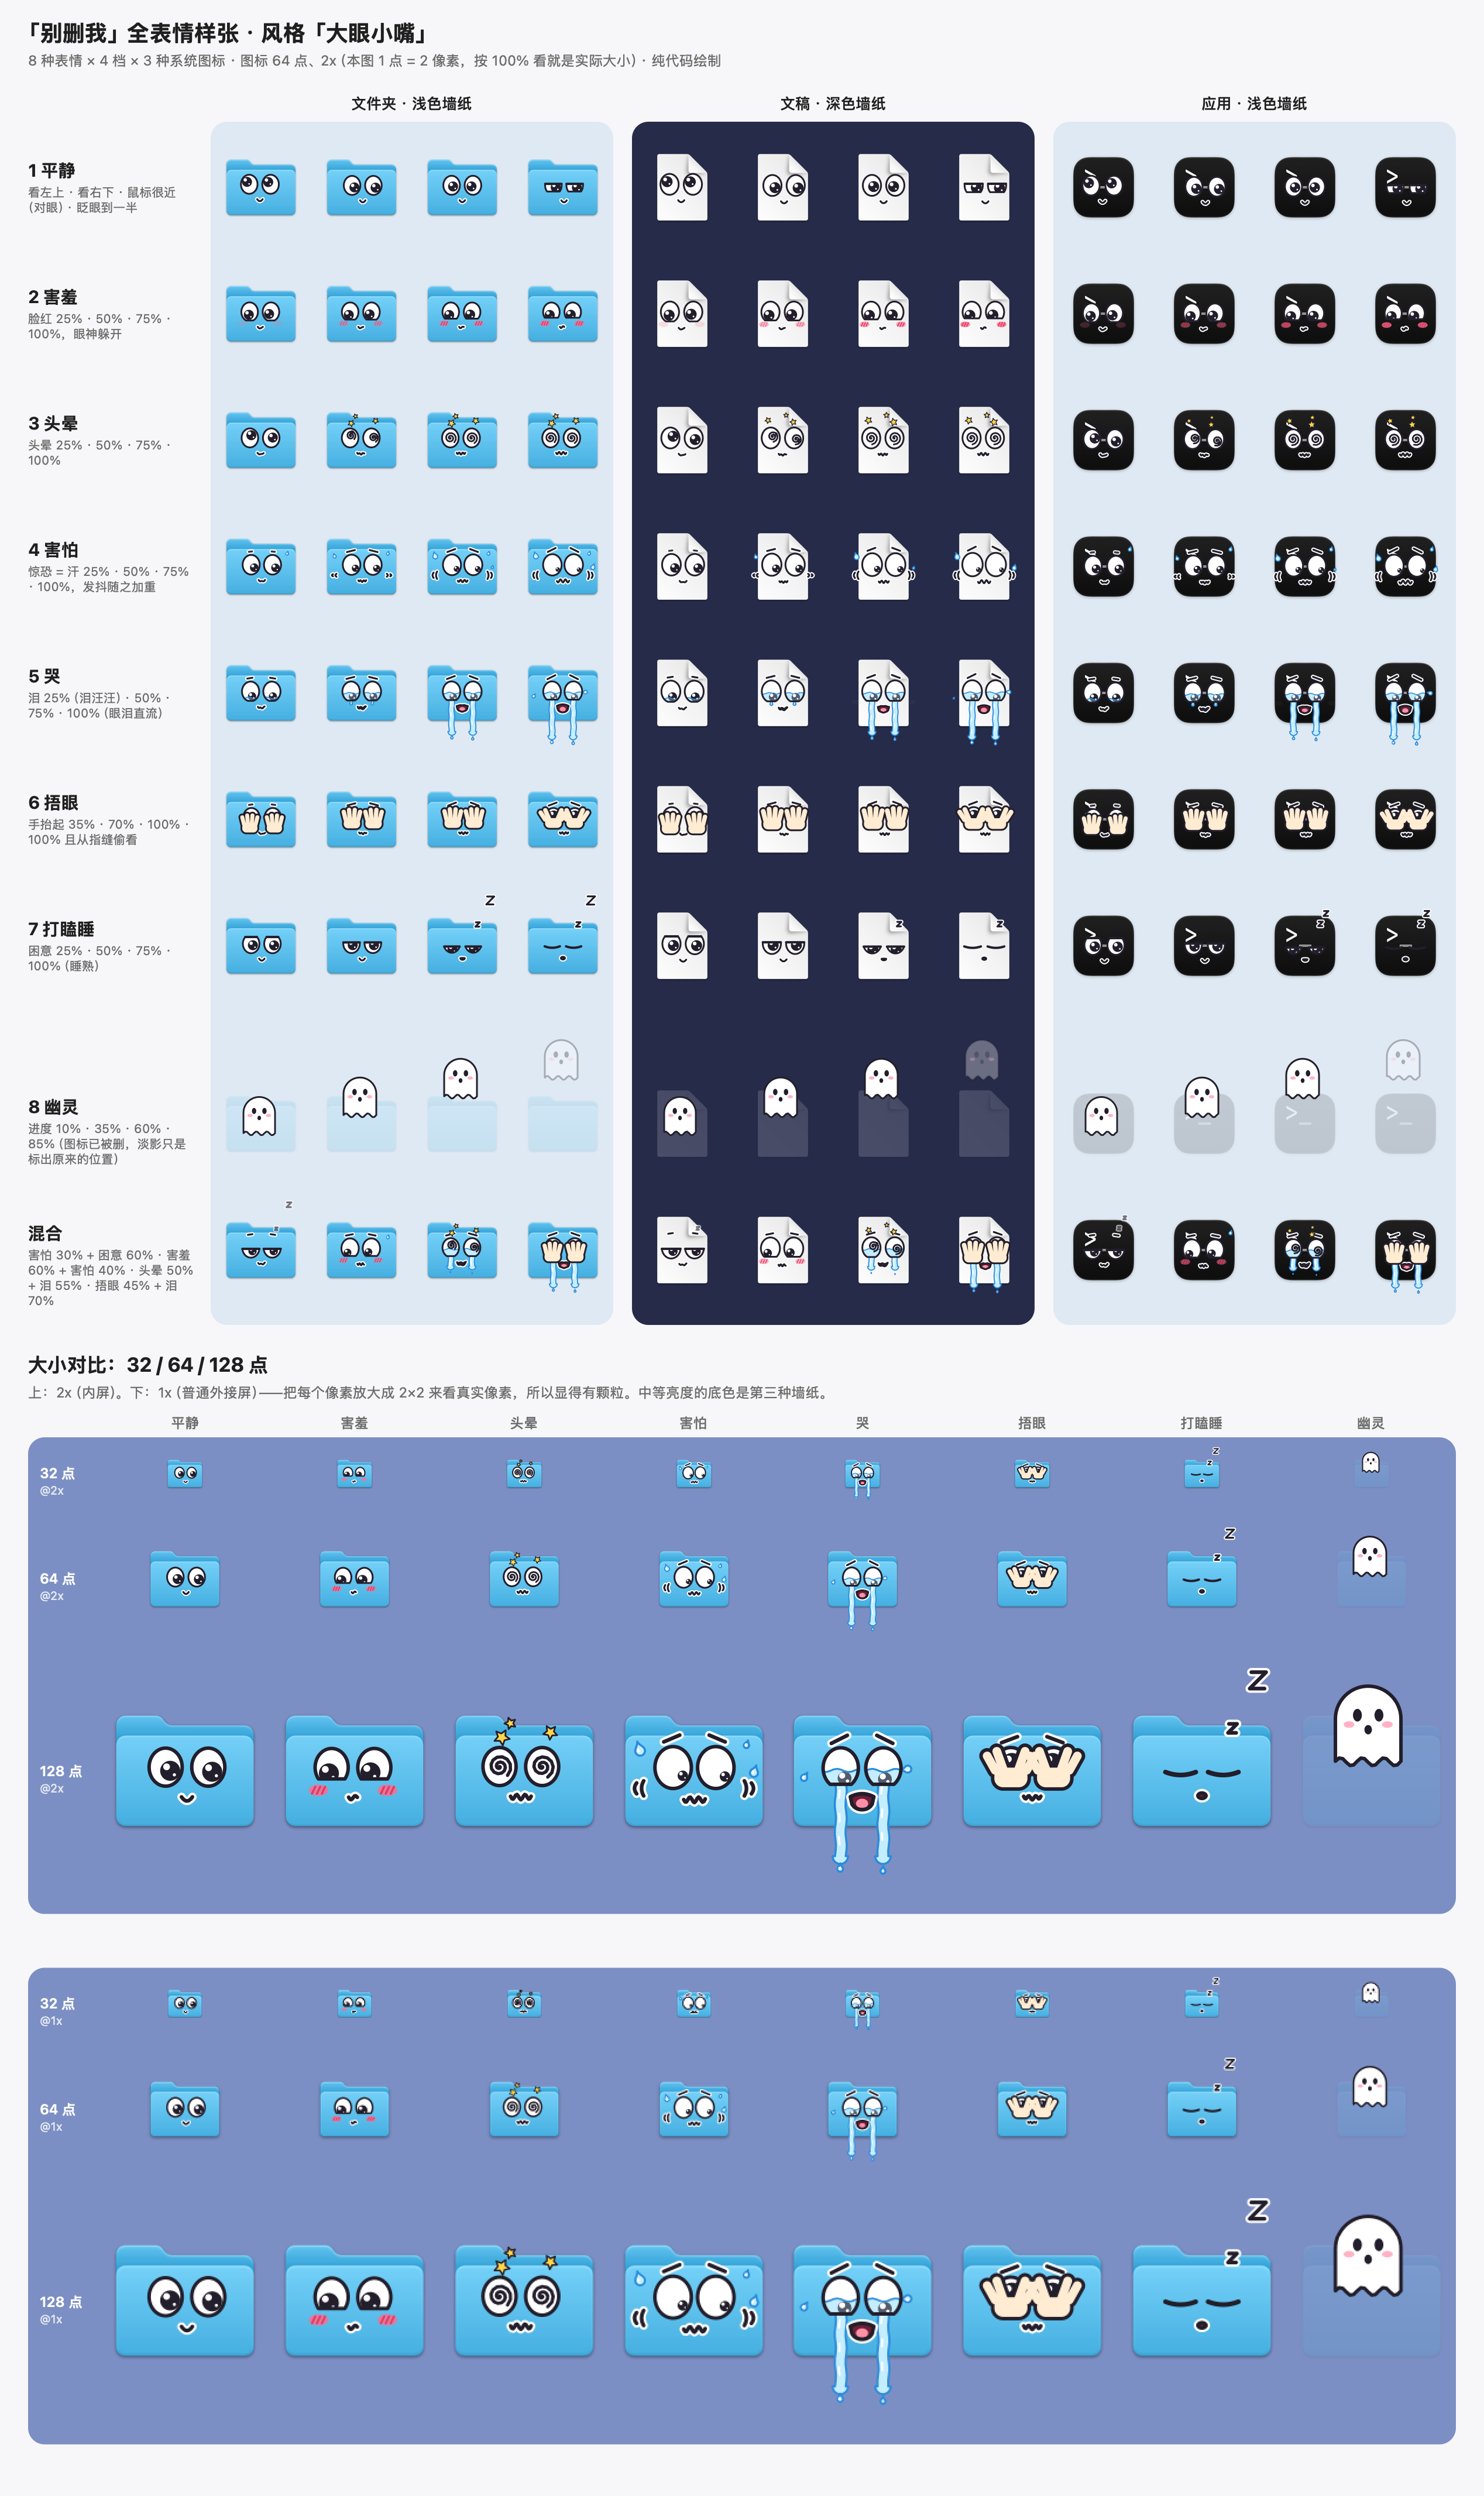 「别删我」全表情样张 · 风格「大眼小嘴」
8 种表情 × 4 档 × 3 种系统图标 · 图标 64 点、2x (本图 1 点 = 2 像素，按 100% 看就是实际大小) · 纯代码绘制
文件夹 · 浅色墙纸
文稿 · 深色墙纸
应用 · 浅色墙纸
1 平静
看左上 · 看右下 · 鼠标很近
(对眼) · 眨眼到一半
2 害羞
脸红 25% · 50% · 75% ·
100%，眼神躲开
3 头晕
头晕 25% · 50% · 75% ·
100%
4 害怕
惊恐 = 汗 25% · 50% · 75%
· 100%，发抖随之加重
5 哭
泪 25% (泪汪汪) · 50% ·
75% · 100% (眼泪直流)
6 捂眼
手抬起 35% · 70% · 100% ·
100% 且从指缝偷看
7 打瞌睡
困意 25% · 50% · 75% ·
100% (睡熟)
8 幽灵
进度 10% · 35% · 60% ·
85% (图标已被删，淡影只是
标出原来的位置)
混合
害怕 30% + 困意 60% · 害羞
60% + 害怕 40% · 头晕 50%
+ 泪 55% · 捂眼 45% + 泪
70%
大小对比：32 / 64 / 128 点
上：2x (内屏)。下：1x (普通外接屏)——把每个像素放大成 2×2 来看真实像素，所以显得有颗粒。中等亮度的底色是第三种墙纸。
平静
害羞
头晕
害怕
哭
捂眼
打瞌睡
幽灵
32 点
@2x
64 点
@2x
128 点
@2x
32 点
@1x
64 点
@1x
128 点
@1x